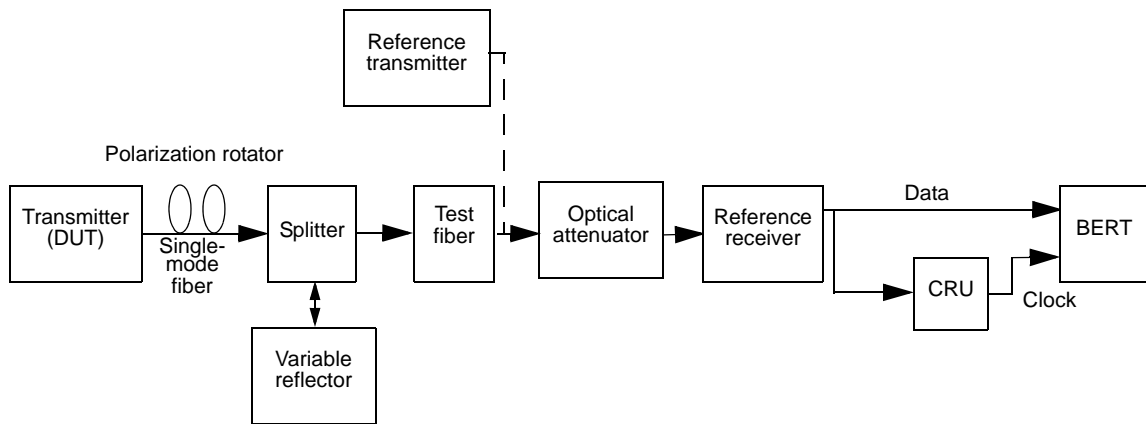 Reference
transmitter
Polarization rotator
Transmitter
(DUT)
Single-
mode
fiber
Splitter
Test
fiber
Optical
attenuator
Reference
receiver
Data
BERT
CRU
Clock
Variable
reflector